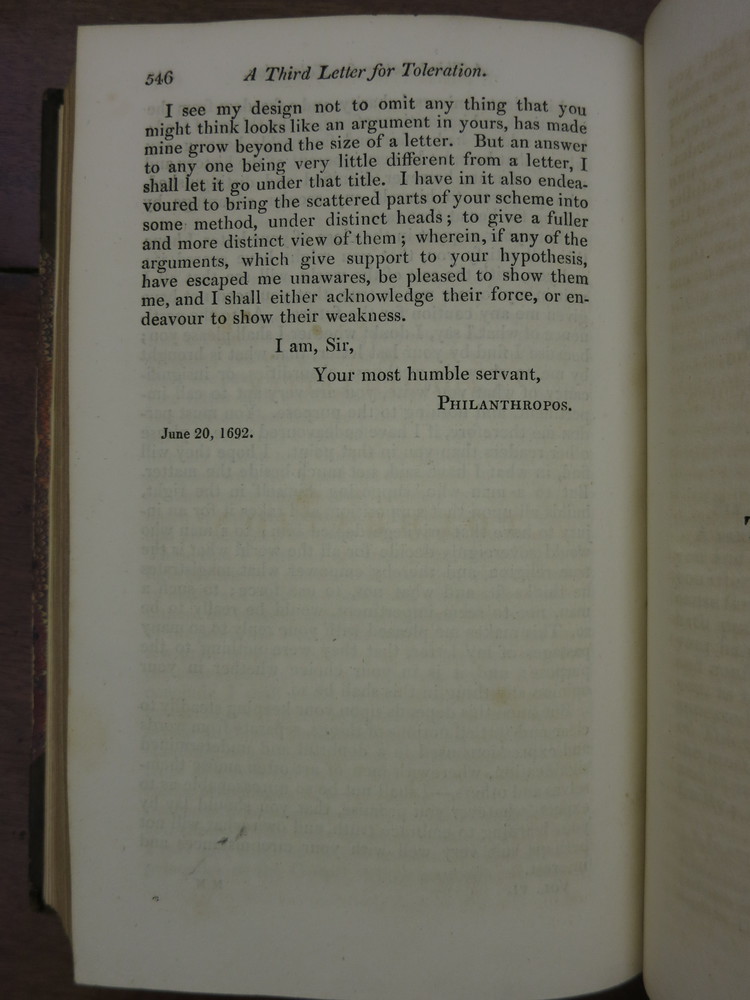 546 A Third Letter for Toleration.
I see my design not to omit any thing that you
might think looks like an argument in yours, has made
mine grow beyond the size of a letter. But an answer
to any one being very little different from a letter, I
shall let it go under that title. I have in it also endea-
voured to bring the scattered parts of your scheme into
some method, under distinct heads; to give a fuller
and more distinct view of them; wherein, if any of the
arguments, which give support to your hypothesis,
have escaped me unawares, be pleased to show them
me, and I shall either acknowledge their force, or en-
deavour to show their weakness.
I am, Sir,
Your most humble servant,
PHILANTHROPOS.
June 20, 1692.